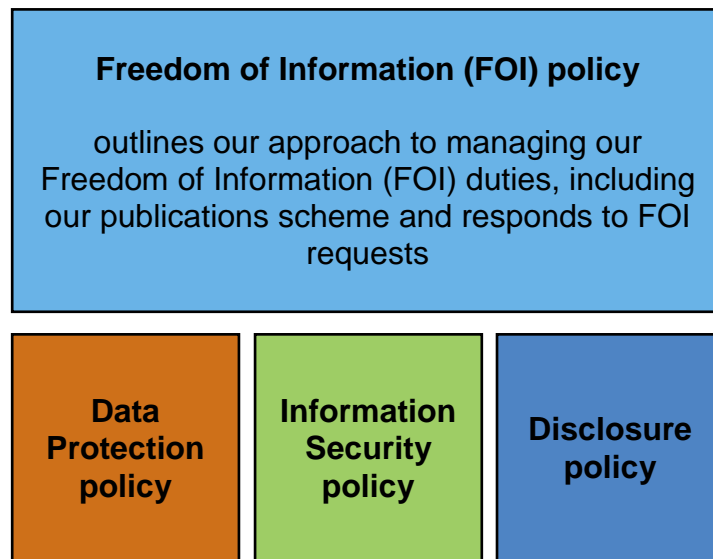 Freedom of Information (FOI) policy
outlines our approach to managing our
Freedom of Information (FOI) duties, including
our publications scheme and responds to FOI
requests
Data
Protection
policy
Information
Security
policy
Disclosure
policy